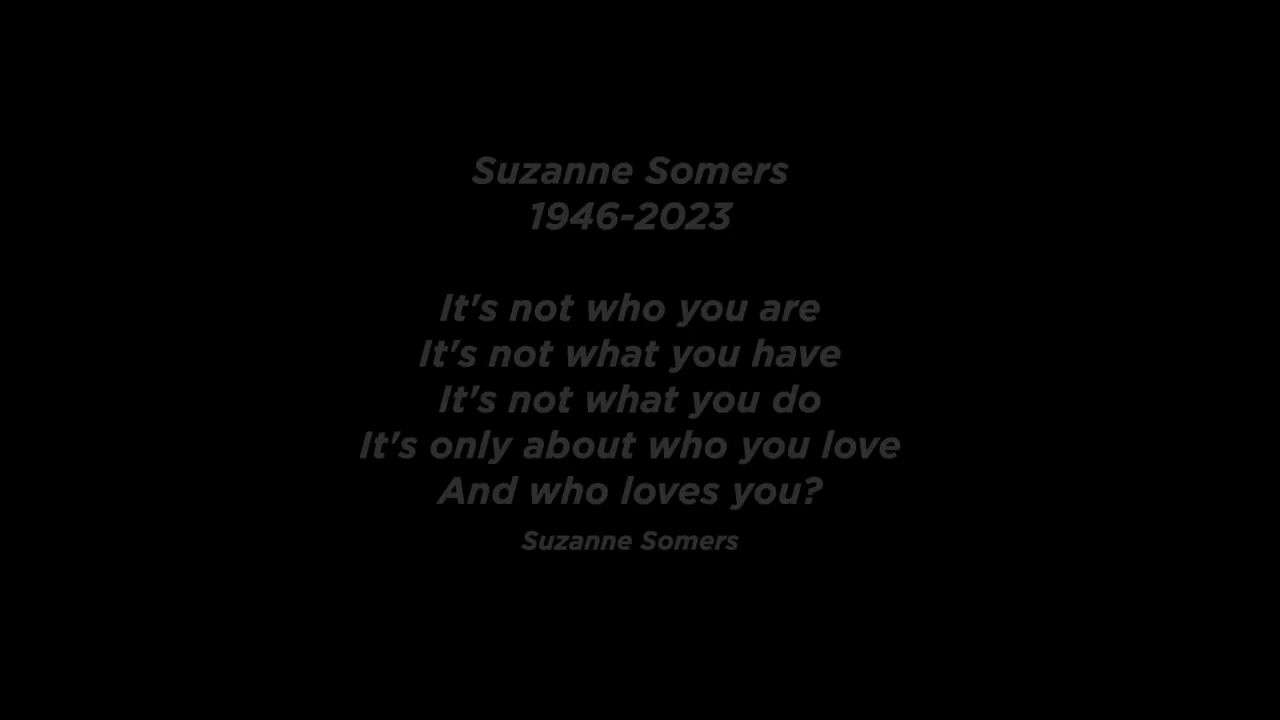 Suzanne Somers
1946-2023
It's not who you are
It's not what you have
It's not what you do
It's only about who you love
And who loves you?
Suzanne Somers